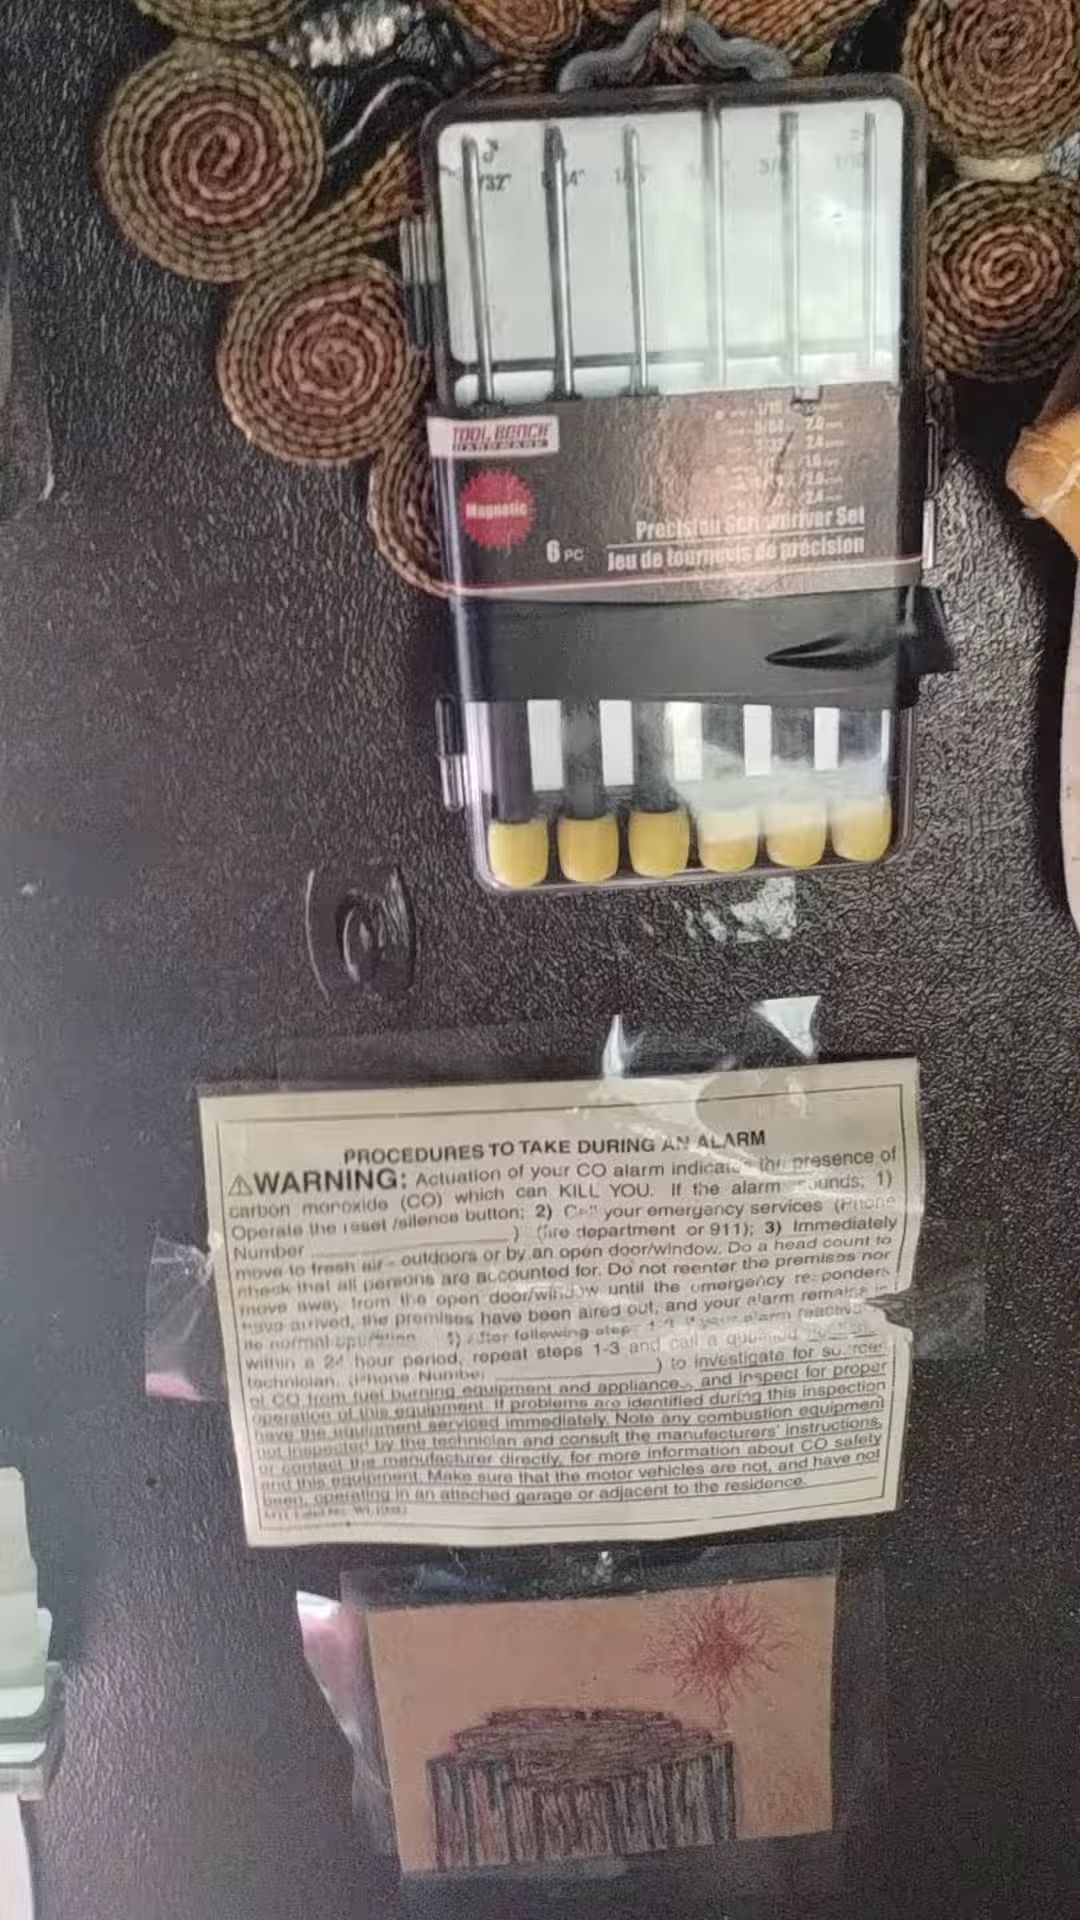 /32"
TOOL BENCH
HARDWARE
Magnetic
6 PC
Precision Screwdriver Set
Jeu de tournevis de précision
PROCEDURES TO TAKE DURING AN ALARM
⚠WARNING: Actuation of your CO alarm indicates the presence of
carbon monoxide (CO) which can KILL YOU. If the alarm sounds; 1)
Operate the reset /silence button; 2) Call your emergency services (Phone
Number ____________________) (fire department or 911); 3) Immediately
move to fresh air - outdoors or by an open door/window. Do a head count to
check that all persons are accounted for. Do not reenter the premises nor
move away from the open door/window until the emergency responders
have arrived, the premises have been aired out, and your alarm remains in
its normal operation. 4) After following steps 1-3, if your alarm
within a 24 hour period, repeat steps 1-3 and call a qualified
technician. (Phone Number ____________________) to investigate for sources
of CO from fuel burning equipment and appliances, and inspect for proper
operation of this equipment. If problems are identified during this inspection
have the equipment serviced immediately. Note any combustion equipment
not inspected by the technician and consult the manufacturers' instructions,
or contact the manufacturer directly, for more information about CO safety
and this equipment. Make sure that the motor vehicles are not, and have not
been, operating in an attached garage or adjacent to the residence.